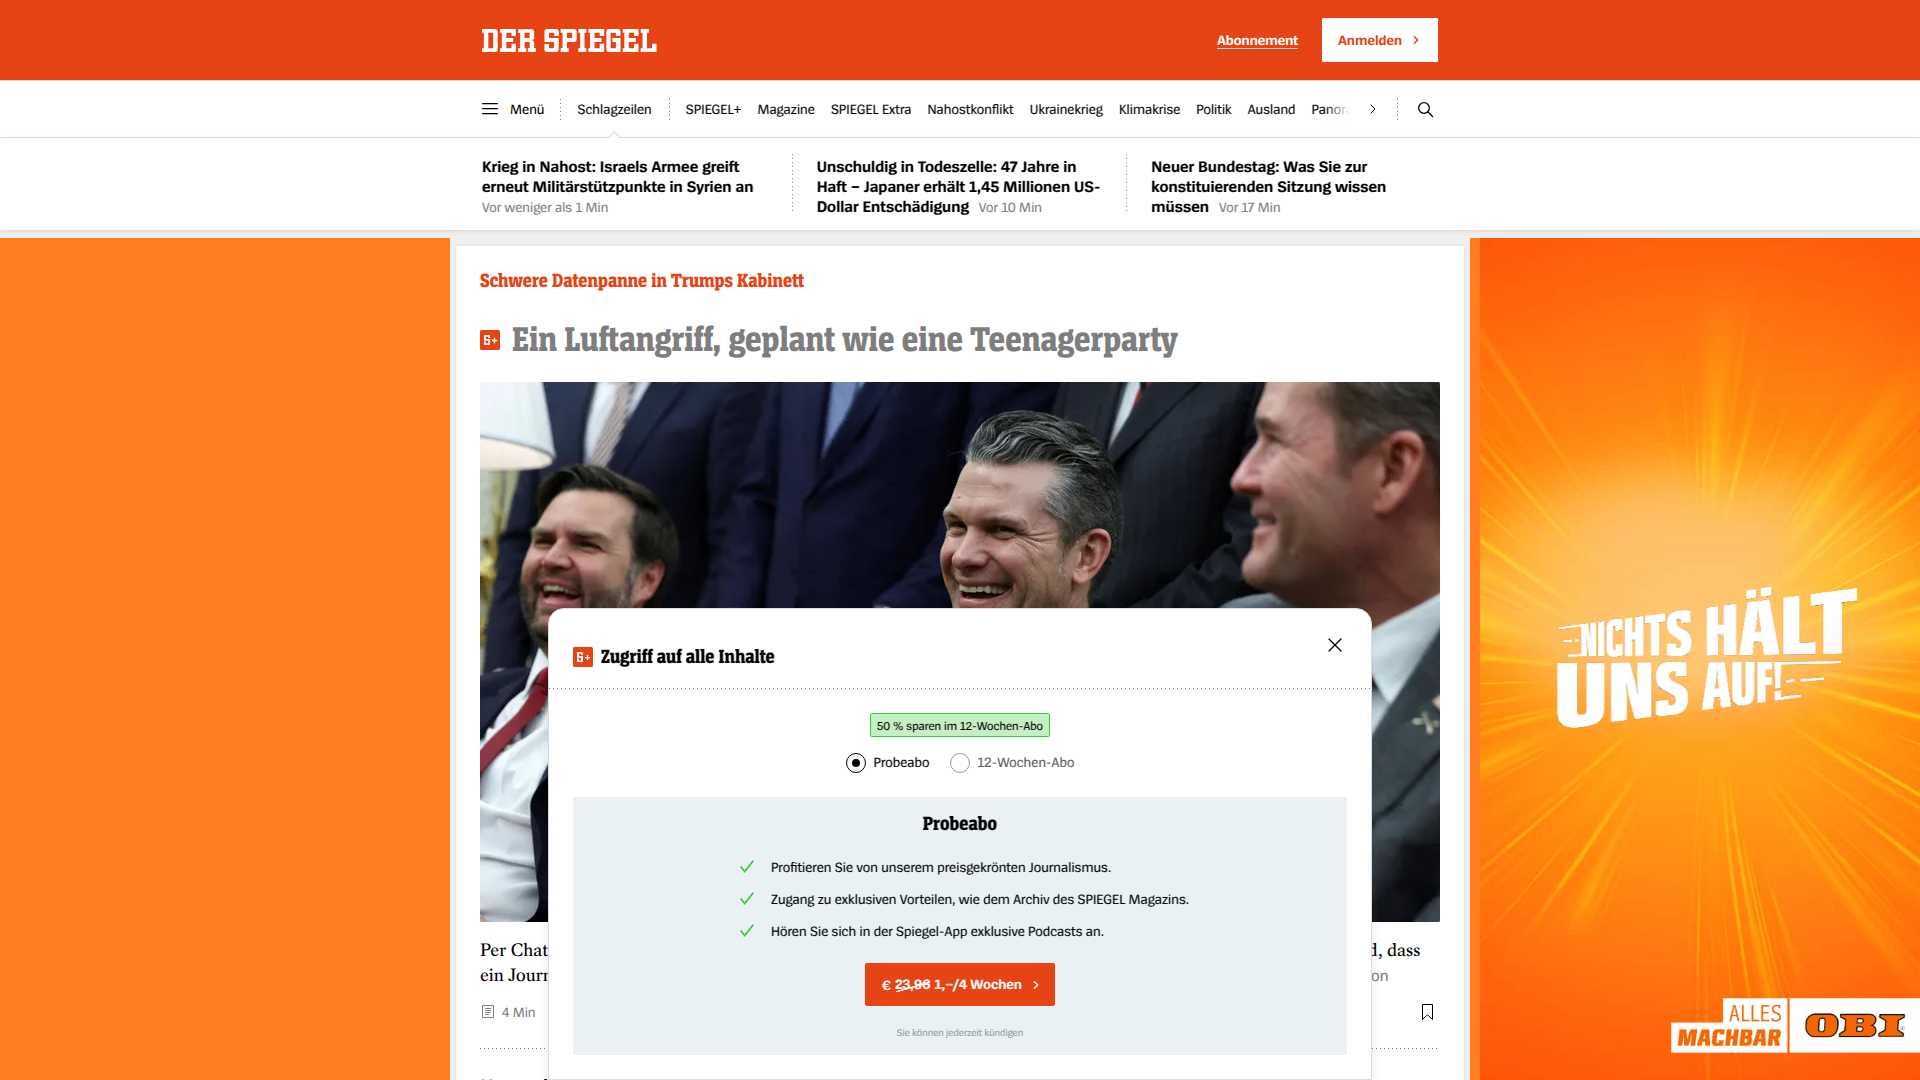 DER SPIEGEL
Abonnement
Anmelden
Menü
Schlagzeilen
SPIEGEL+
Magazine
SPIEGEL Extra
Nahostkonflikt
Ukrainekrieg
Klimakrise
Politik
Ausland
Krieg in Nahost: Israels Armee greift
erneut Militärstützpunkte in Syrien an
Vor weniger als 1 Min
Unschuldig in Todeszelle: 47 Jahre in
Haft – Japaner erhält 1,45 Millionen US-
Dollar Entschädigung Vor 10 Min
Neuer Bundestag: Was Sie zur
konstituierenden Sitzung wissen
müssen Vor 17 Min
Schwere Datenpanne in Trumps Kabinett
Ein Luftangriff, geplant wie eine Teenagerparty
Zugriff auf alle Inhalte
50 % sparen im 12-Wochen-Abo
Probeabo
12-Wochen-Abo
Probeabo
Profitieren Sie von unserem preisgekrönten Journalismus.
Zugang zu exklusiven Vorteilen, wie dem Archiv des SPIEGEL Magazins.
Hören Sie sich in der Spiegel-App exklusive Podcasts an.
€ 23,96 1,–/4 Wochen
Sie können jederzeit kündigen
Per Chat
d, dass
ein Jour
on
4 Min
NICHTS HÄLT
UNS AUF!
ALLES
MACHBAR
OBI